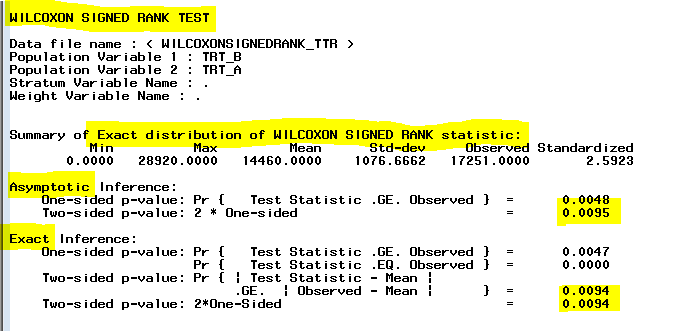 WILCOXON SIGNED RANK TEST
Data file name : < WILCOXONSIGNEDRANK_TTR >
Population Variable 1 : TRT_B
Population Variable 2 : TRT_A
Stratum Variable Name : .
Weight Variable Name : .
Summary of Exact distribution of WILCOXON SIGNED RANK statistic:
Min Max Mean Std-dev Observed Standardized
0.0000 28920.0000 14460.0000 1076.6662 17251.0000 2.5923
Asymptotic Inference:
One-sided p-value: Pr { Test Statistic .GE. Observed } = 0.0048
Two-sided p-value: 2 * One-sided = 0.0095
Exact Inference:
One-sided p-value: Pr { Test Statistic .GE. Observed } = 0.0047
Pr { Test Statistic .EQ. Observed } = 0.0000
Two-sided p-value: Pr { | Test Statistic - Mean |
.GE. | Observed - Mean | } = 0.0094
Two-sided p-value: 2*One-Sided = 0.0094